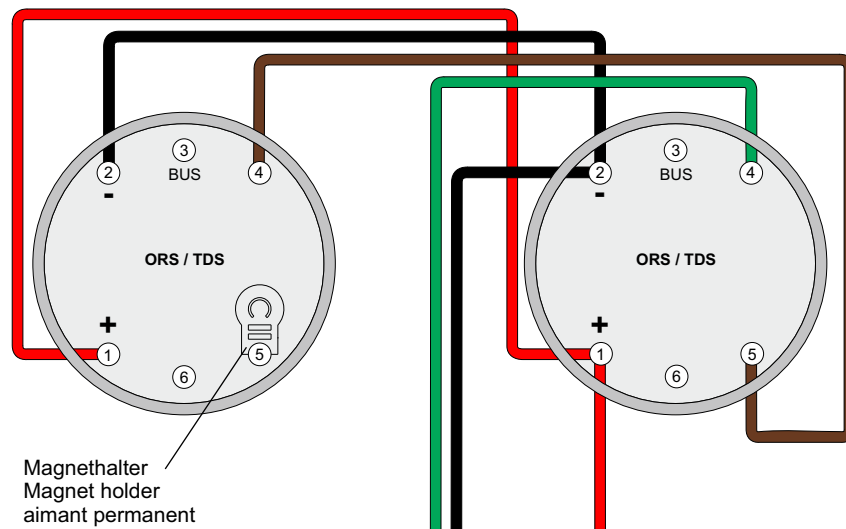 3
BUS
2
4
-
ORS / TDS
+
1
5
6
3
BUS
2
4
-
ORS / TDS
+
1
5
6
Magnethalter
Magnet holder
aimant permanent